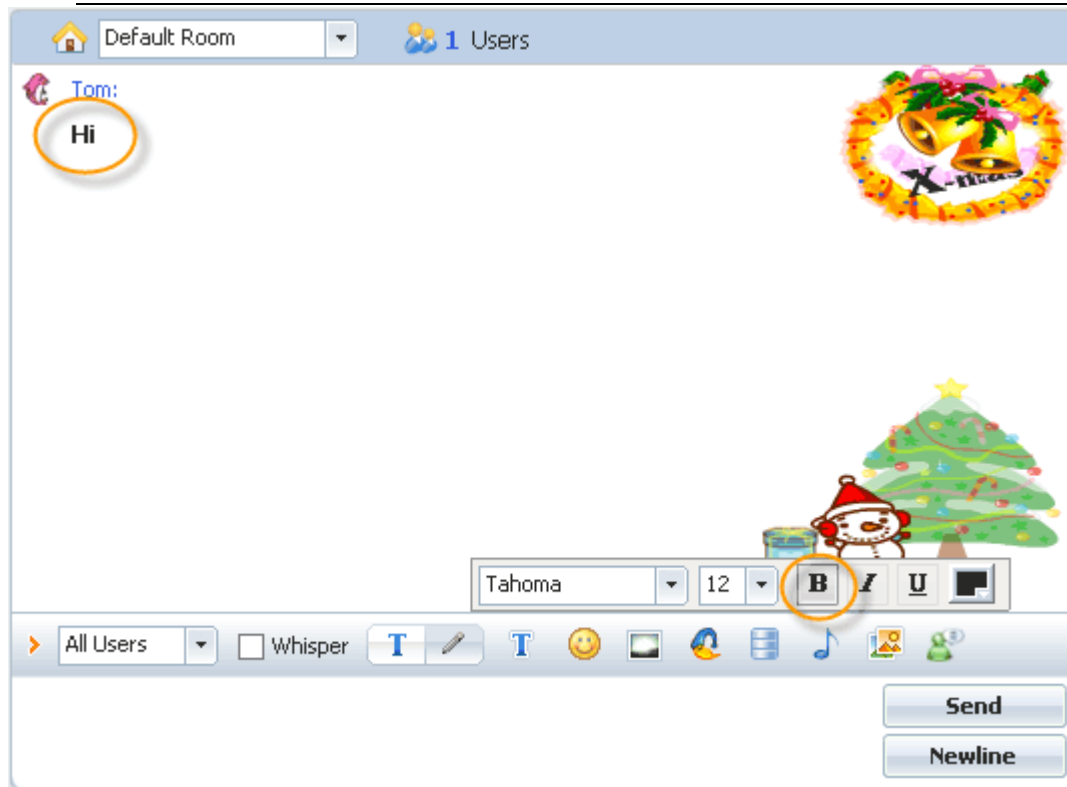 Default Room 1 Users
Tom:
Hi
X-mas
Tahoma 12 B I U
All Users Whisper T T
Send
Newline